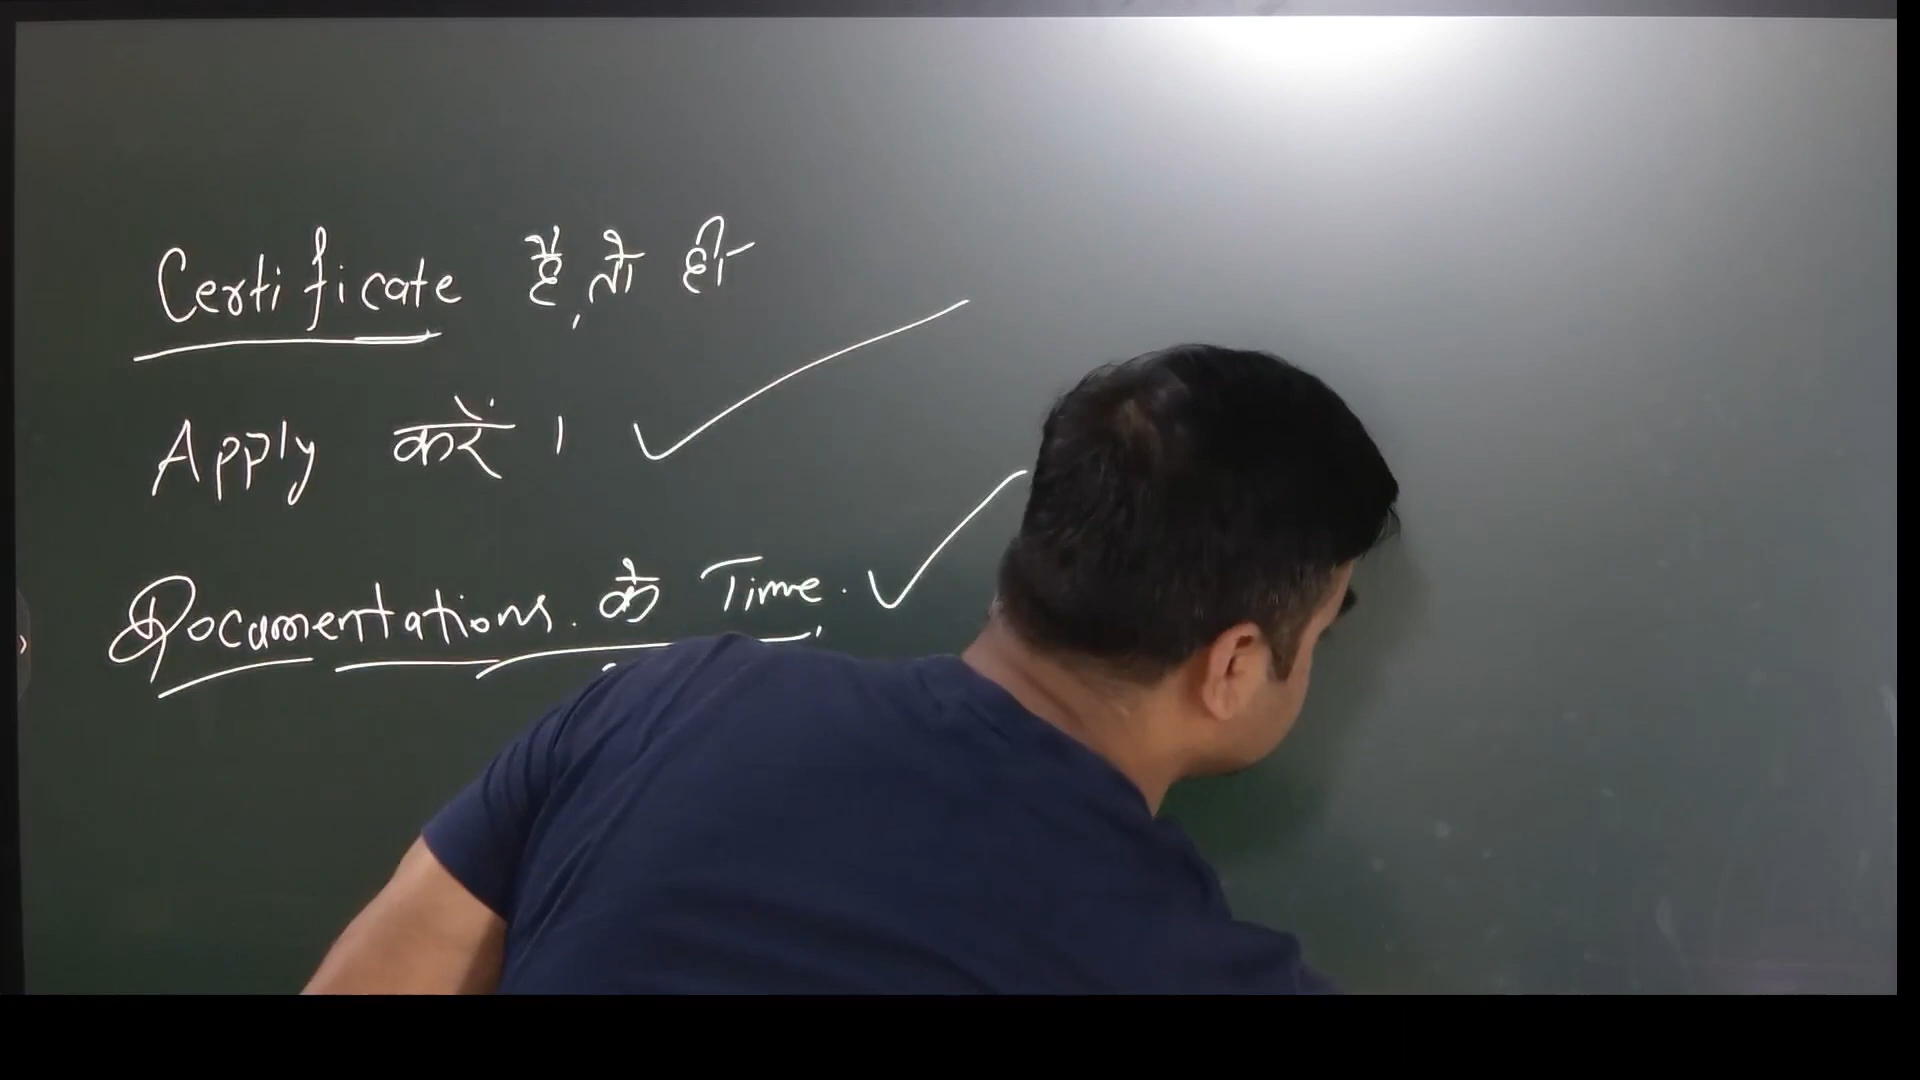 Certificate हैं, तो ही
Apply करें ।
Documentations. के Time.